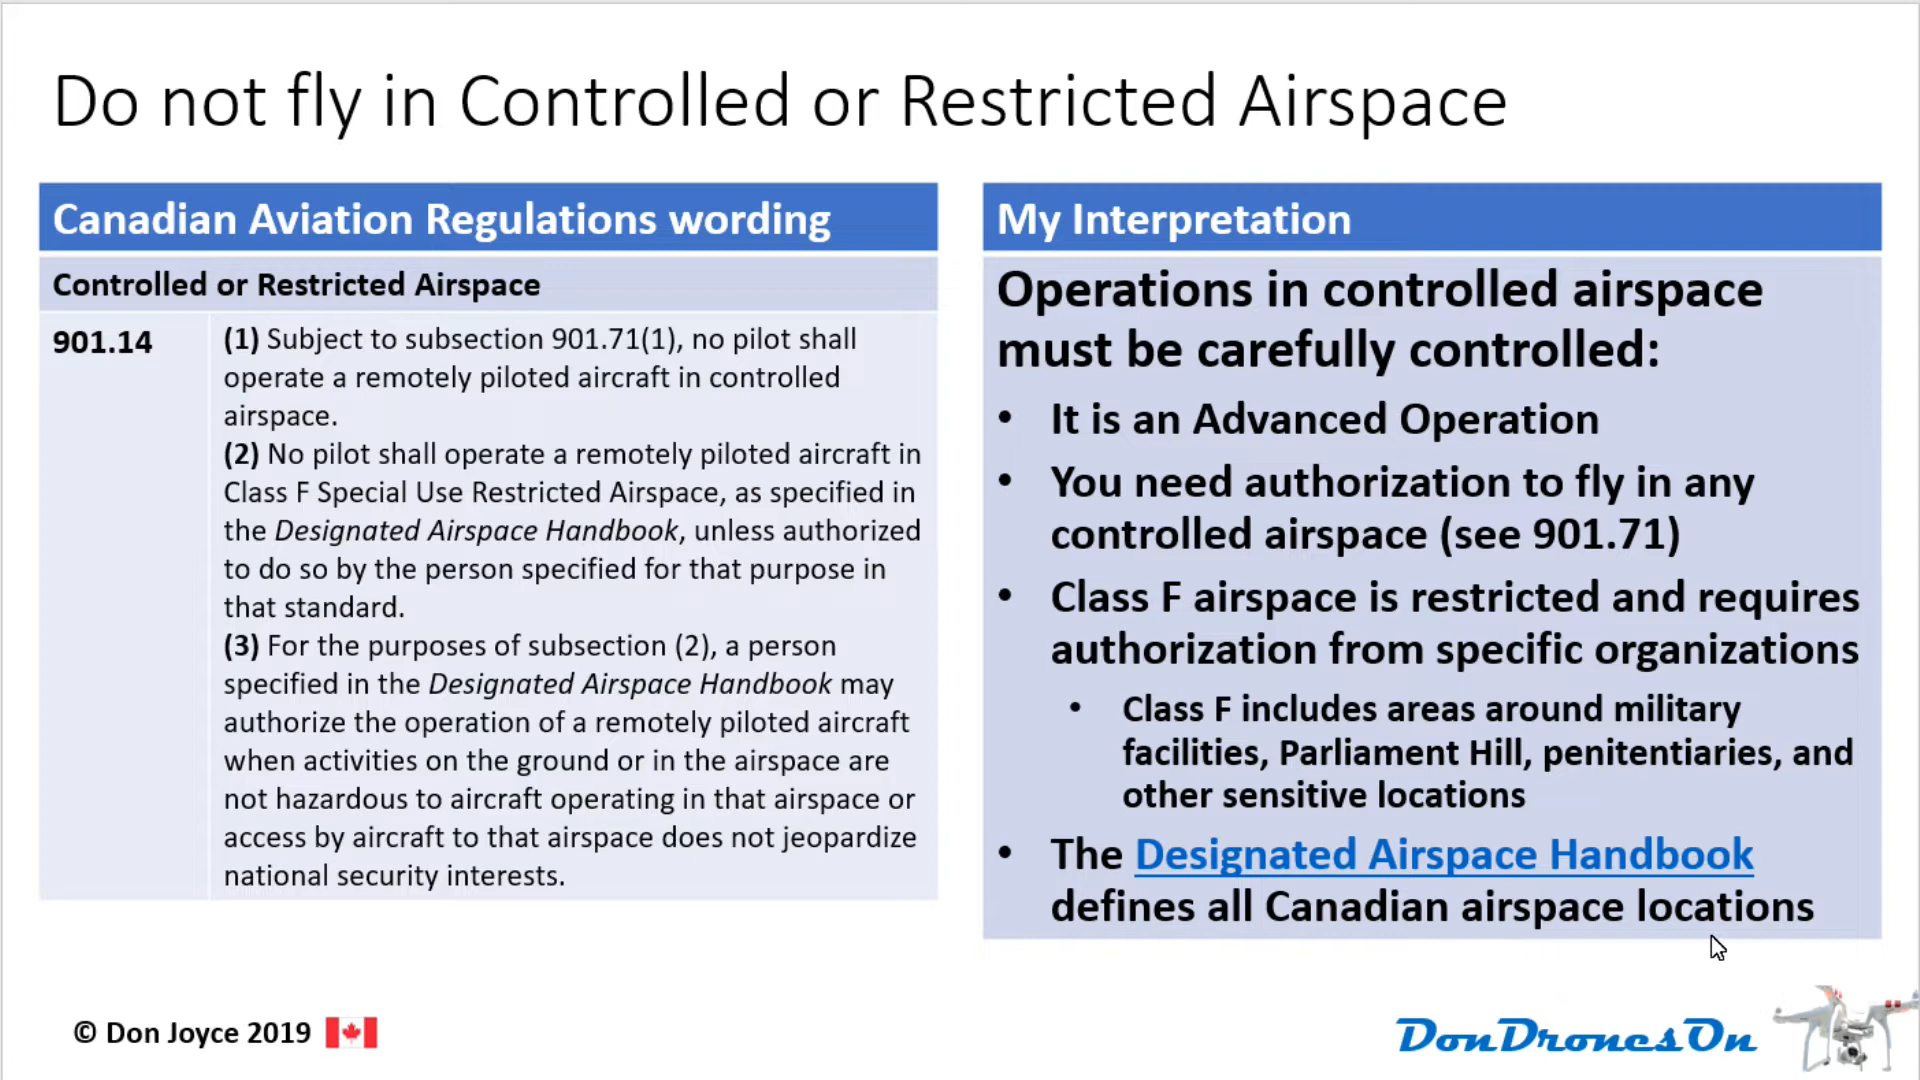 Do not fly in Controlled or Restricted Airspace
Canadian Aviation Regulations wording
Controlled or Restricted Airspace
901.14
(1) Subject to subsection 901.71(1), no pilot shall
operate a remotely piloted aircraft in controlled
airspace.
(2) No pilot shall operate a remotely piloted aircraft in
Class F Special Use Restricted Airspace, as specified in
the Designated Airspace Handbook, unless authorized
to do so by the person specified for that purpose in
that standard.
(3) For the purposes of subsection (2), a person
specified in the Designated Airspace Handbook may
authorize the operation of a remotely piloted aircraft
when activities on the ground or in the airspace are
not hazardous to aircraft operating in that airspace or
access by aircraft to that airspace does not jeopardize
national security interests.
My Interpretation
Operations in controlled airspace
must be carefully controlled:
• It is an Advanced Operation
• You need authorization to fly in any
controlled airspace (see 901.71)
• Class F airspace is restricted and requires
authorization from specific organizations
• Class F includes areas around military
facilities, Parliament Hill, penitentiaries, and
other sensitive locations
• The Designated Airspace Handbook
defines all Canadian airspace locations
© Don Joyce 2019
DonDronesOn